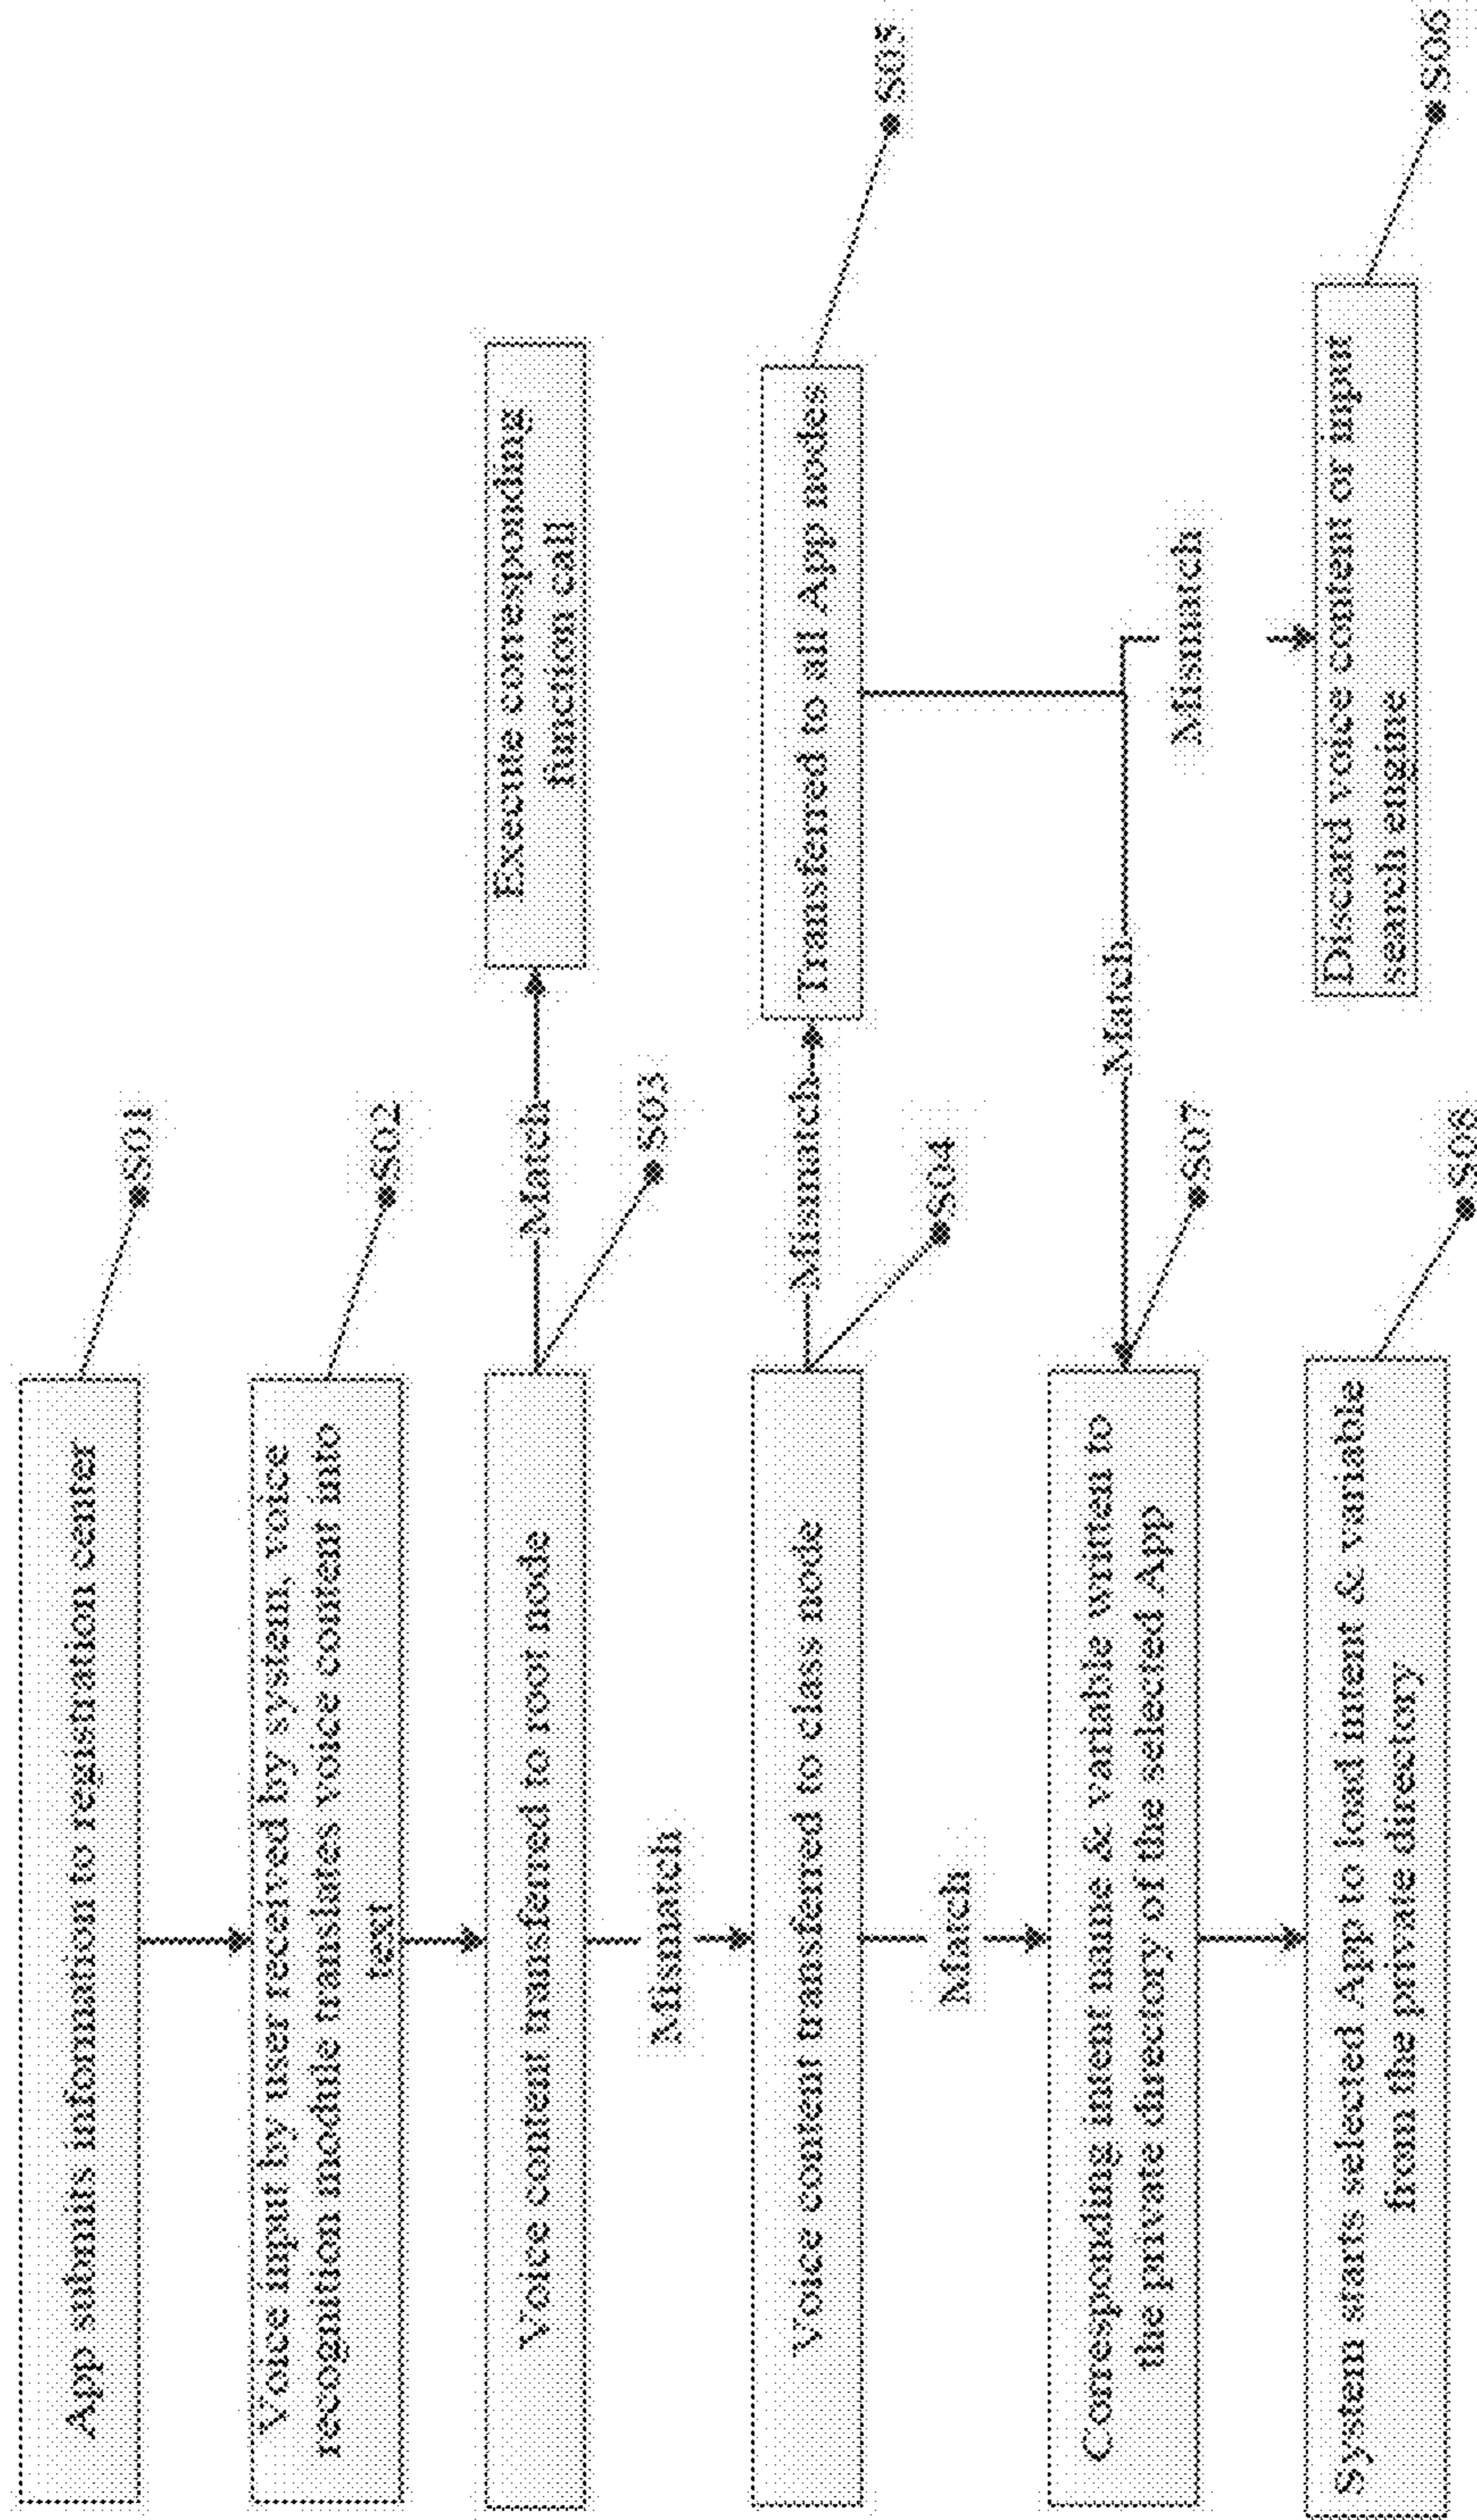 App submits information to registration center
S01
Voice input by user received by system, voice
recognition module translates voice content into
text
S02
Voice content transferred to root node
Match
S03
Execute corresponding
function call
Mismatch
Voice content transferred to class node
Mismatch
S04
Transferred to all App nodes
S05
Match
Match
Mismatch
Corresponding intent name & variable written to
the private directory of the selected App
S07
Discard voice content or input
search engine
S06
System starts selected App to load intent & variable
from the private directory
S08